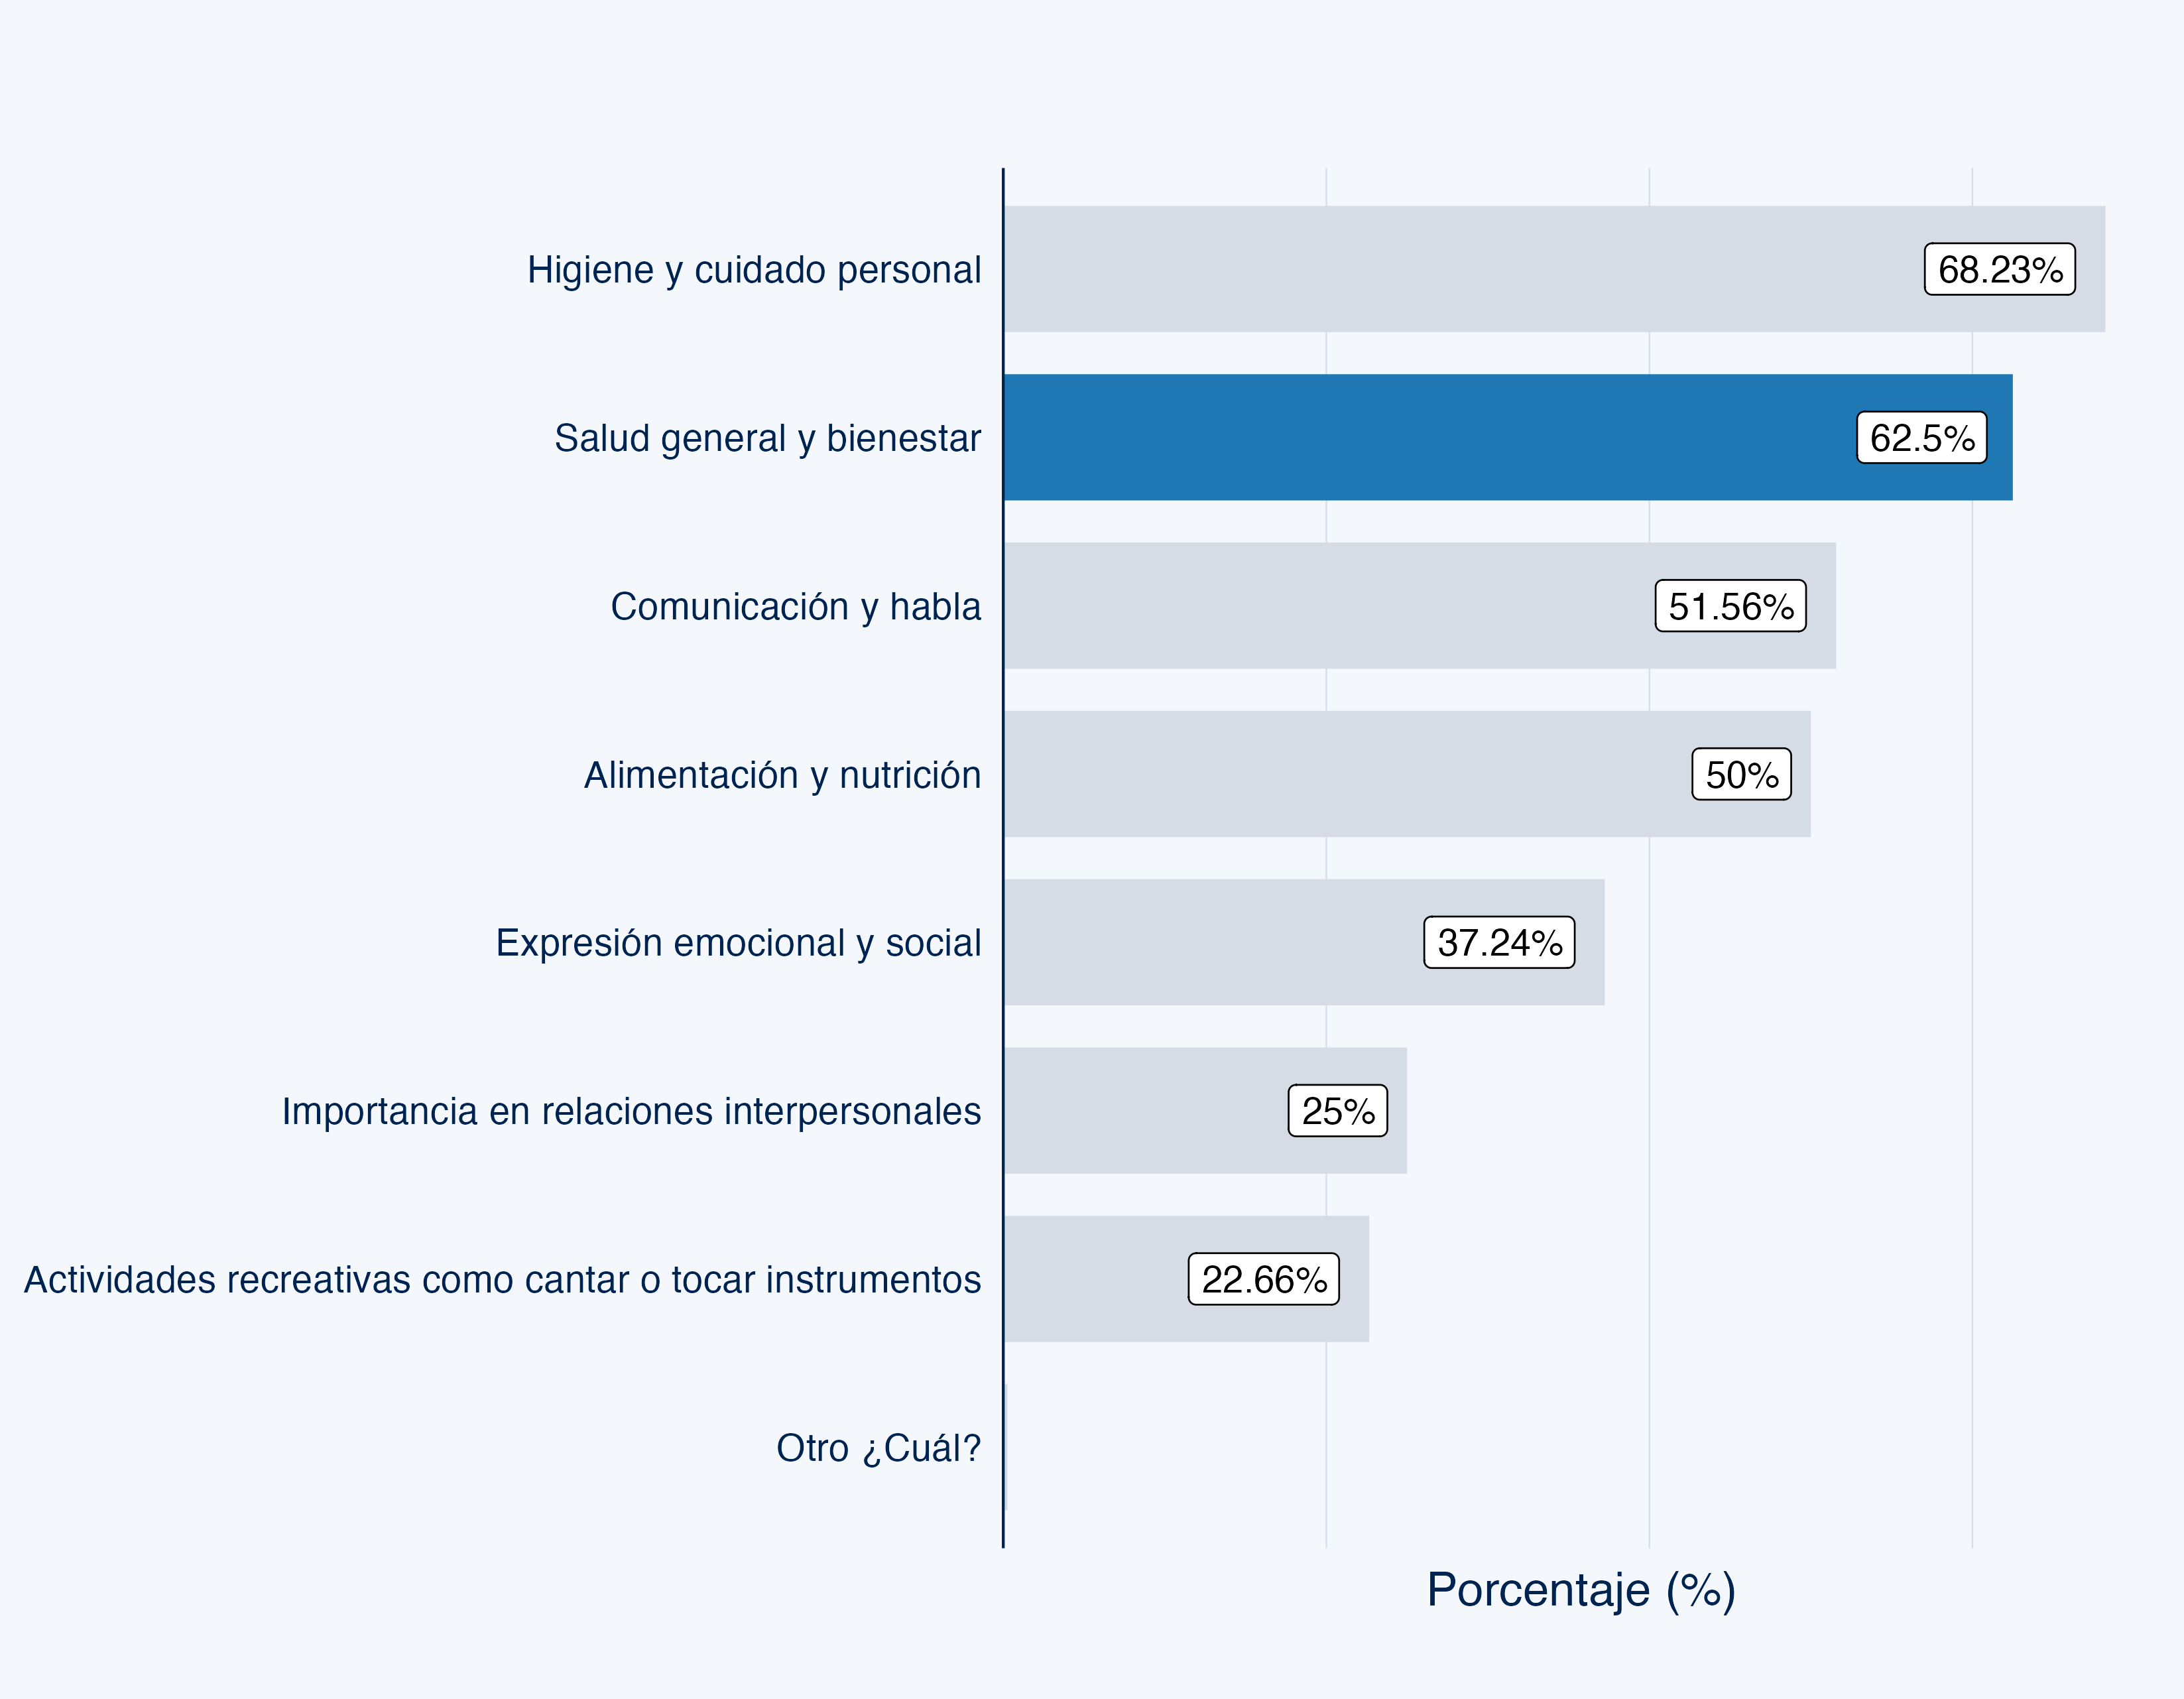 Higiene y cuidado personal
68.23%
Salud general y bienestar
62.5%
Comunicación y habla
51.56%
Alimentación y nutrición
50%
Expresión emocional y social
37.24%
Importancia en relaciones interpersonales
25%
Actividades recreativas como cantar o tocar instrumentos
22.66%
Otro ¿Cuál?
Porcentaje (%)